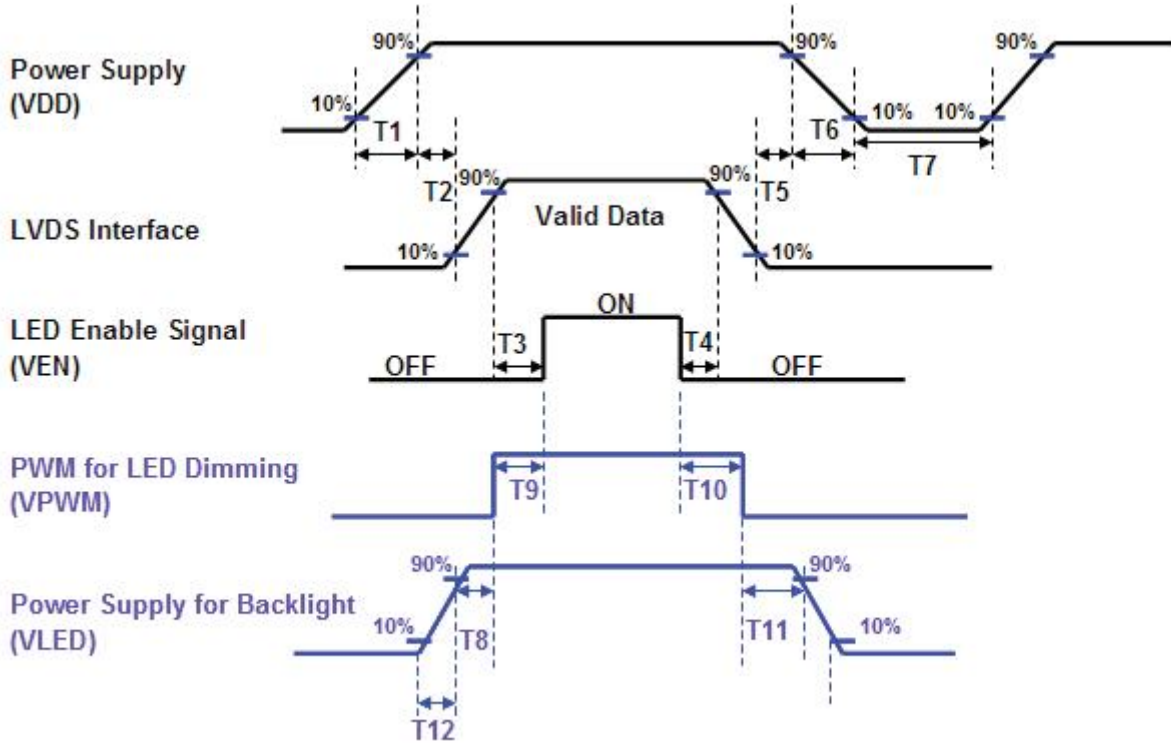 90% 90% 90%
Power Supply
(VDD)
10% 10% 10%
T1 T6
T7
T2 T5
90% 90%
Valid Data
LVDS Interface
10% 10%
ON
LED Enable Signal
(VEN)
T3 T4
OFF OFF
PWM for LED Dimming
(VPWM)
T9 T10
90% 90%
Power Supply for Backlight
(VLED)
10% 10%
T8 T11
T12